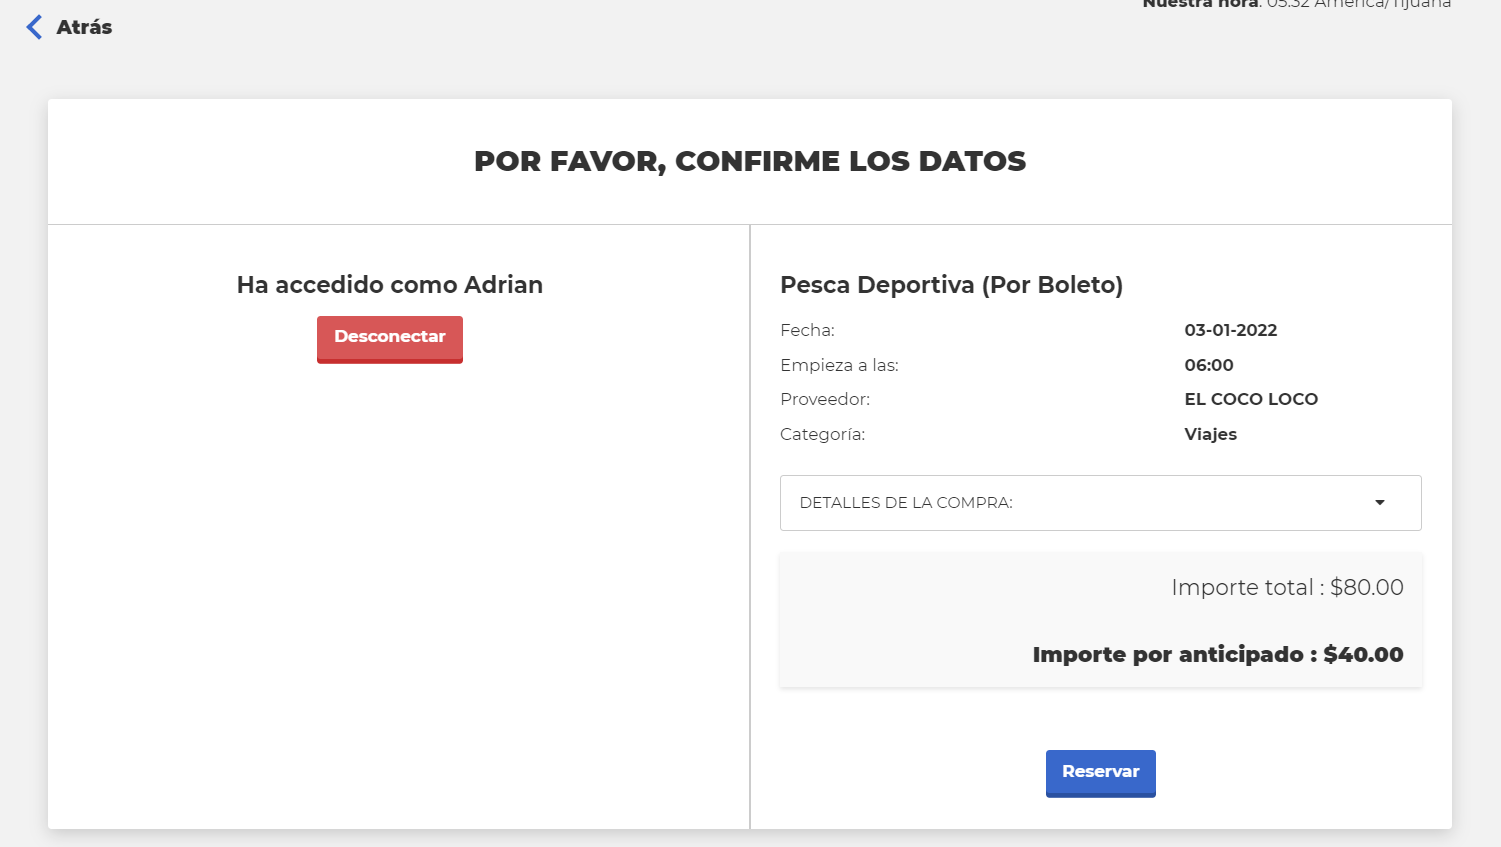 Nuestra hora: 05:32 America/Tijuana
Atrás
POR FAVOR, CONFIRME LOS DATOS
Ha accedido como Adrian
Desconectar
Pesca Deportiva (Por Boleto)
Fecha: 03-01-2022
Empieza a las: 06:00
Proveedor: EL COCO LOCO
Categoría: Viajes
DETALLES DE LA COMPRA:
Importe total : $80.00
Importe por anticipado : $40.00
Reservar